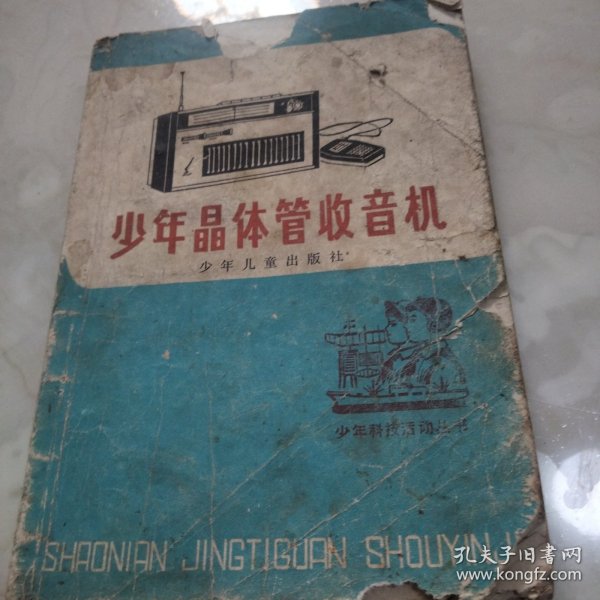 少年晶体管收音机
少年儿童出版社
少年科技活动丛书
SHAONIAN JINGTIGUAN SHOUYIN
孔夫子旧书网
www.kongfz.com